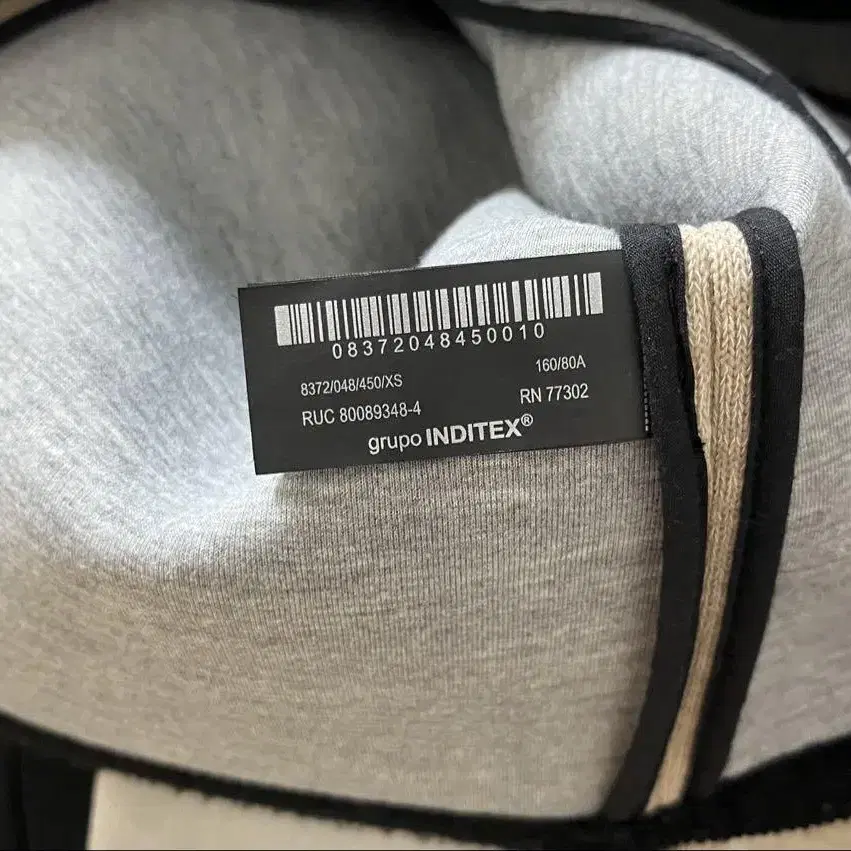 08372048450010
8372/048/450/XS
160/80A
RUC 80089348-4
RN 77302
grupo INDITEX®